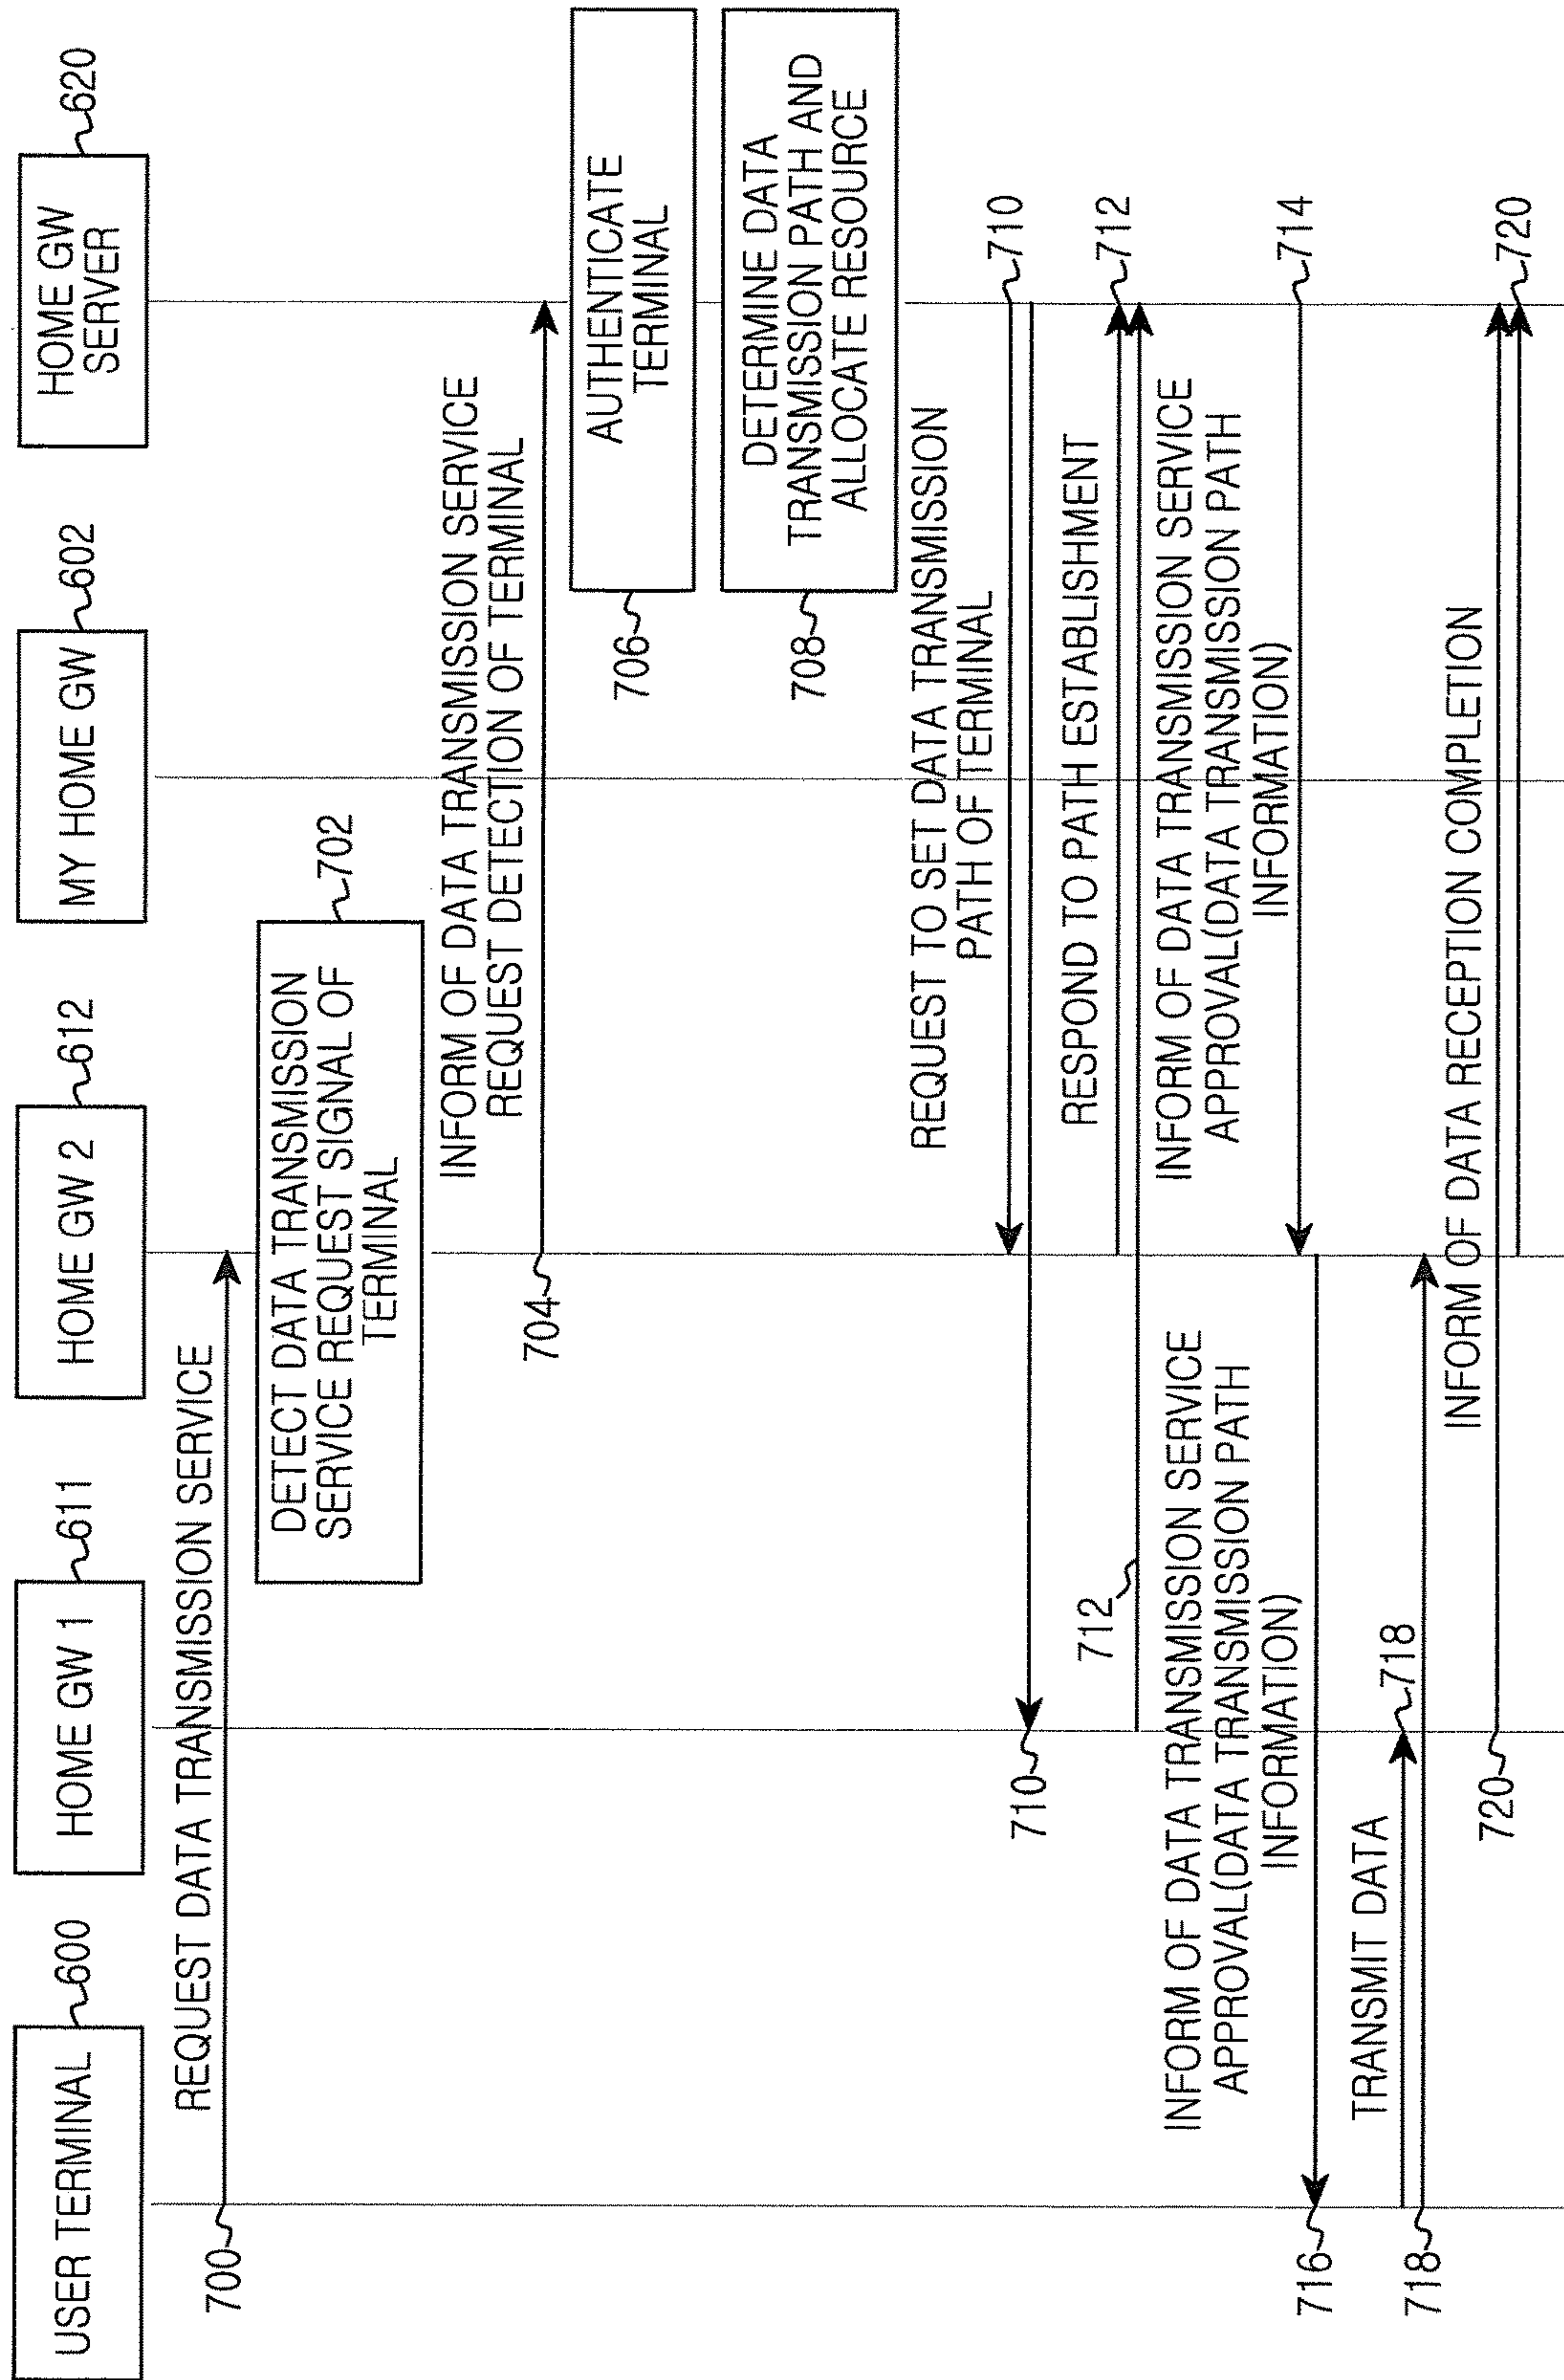 USER TERMINAL
600
HOME GW 1
611
HOME GW 2
612
MY HOME GW
602
HOME GW
SERVER
620
REQUEST DATA TRANSMISSION SERVICE
700
DETECT DATA TRANSMISSION
SERVICE REQUEST SIGNAL OF
TERMINAL
702
INFORM OF DATA TRANSMISSION SERVICE
REQUEST DETECTION OF TERMINAL
704
AUTHENTICATE
TERMINAL
706
DETERMINE DATA
TRANSMISSION PATH AND
ALLOCATE RESOURCE
708
REQUEST TO SET DATA TRANSMISSION
PATH OF TERMINAL
710
710
RESPOND TO PATH ESTABLISHMENT
712
712
INFORM OF DATA TRANSMISSION SERVICE
APPROVAL(DATA TRANSMISSION PATH
INFORMATION)
714
INFORM OF DATA TRANSMISSION SERVICE
APPROVAL(DATA TRANSMISSION PATH
INFORMATION)
716
TRANSMIT DATA
718
718
INFORM OF DATA RECEPTION COMPLETION
720
720